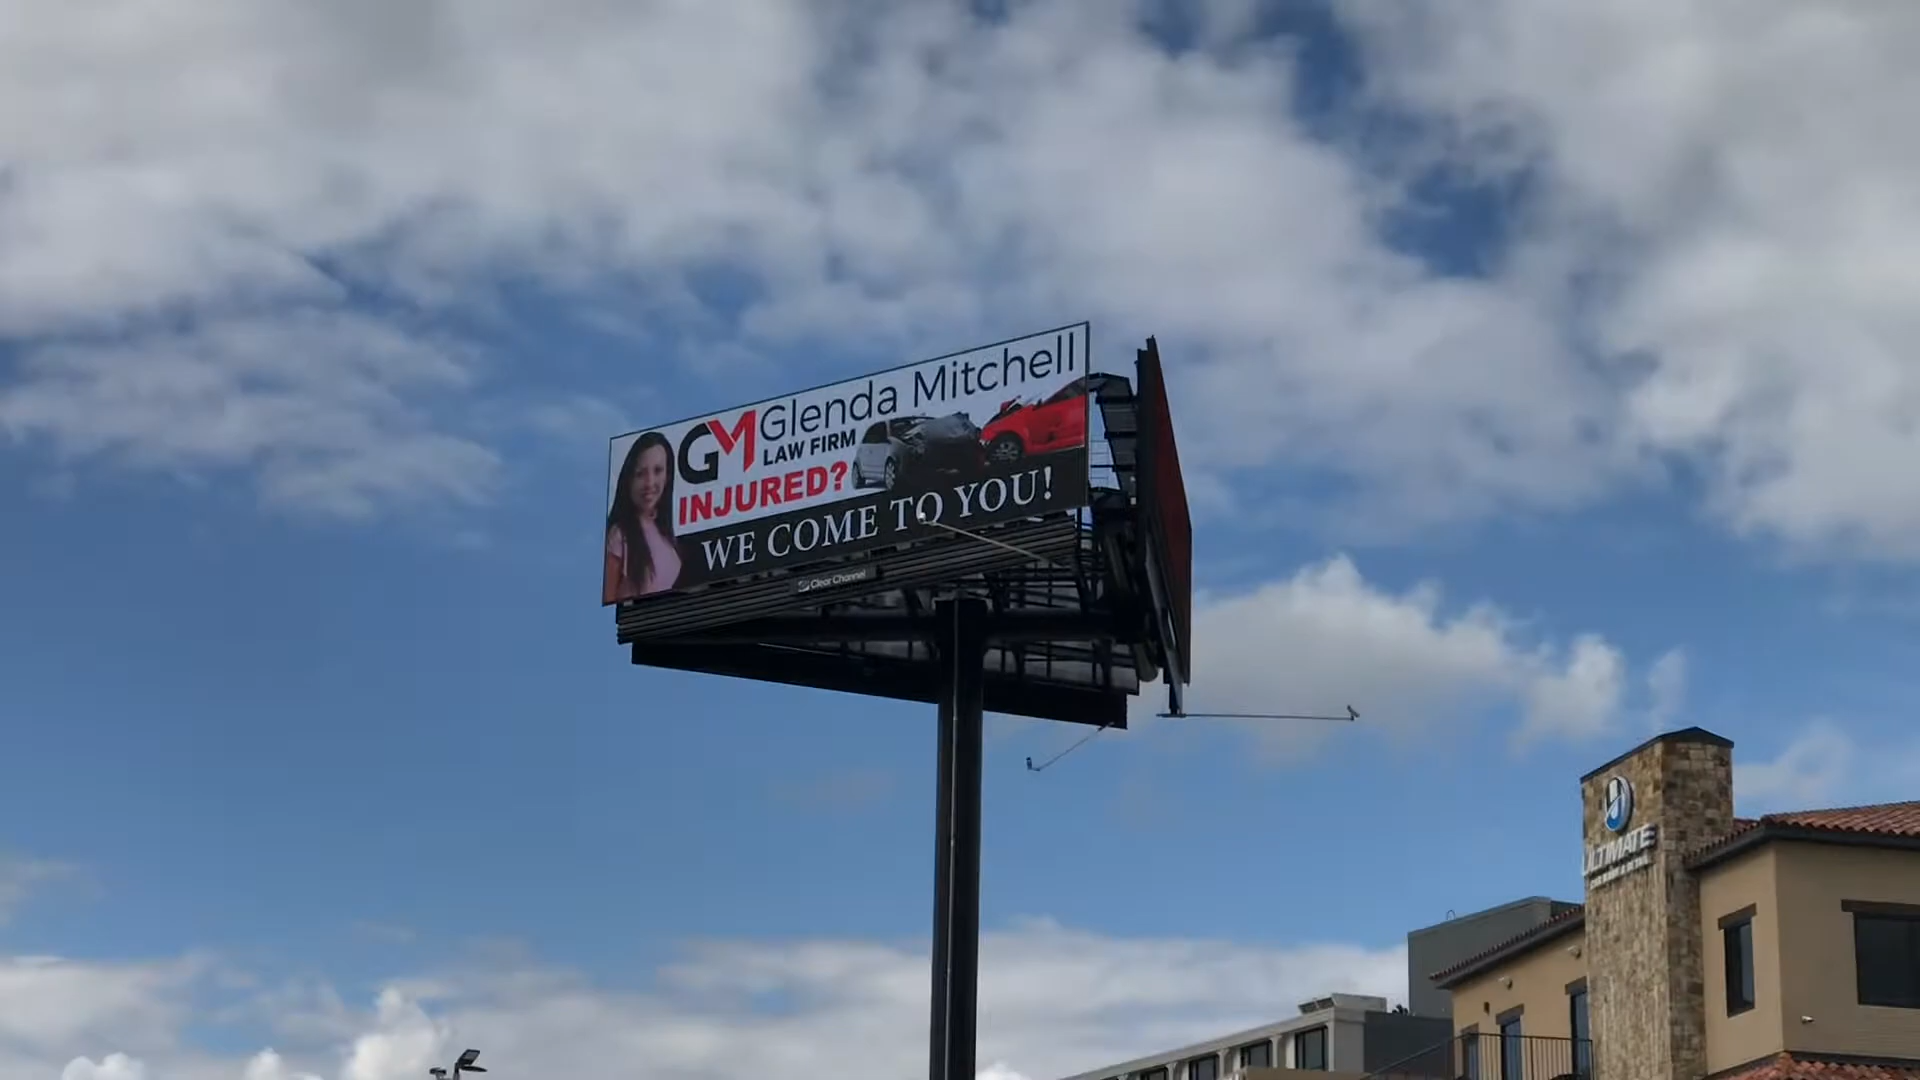 GM
Glenda Mitchell
LAW FIRM
INJURED?
WE COME TO YOU!
Clear Channel
ULTIMATE